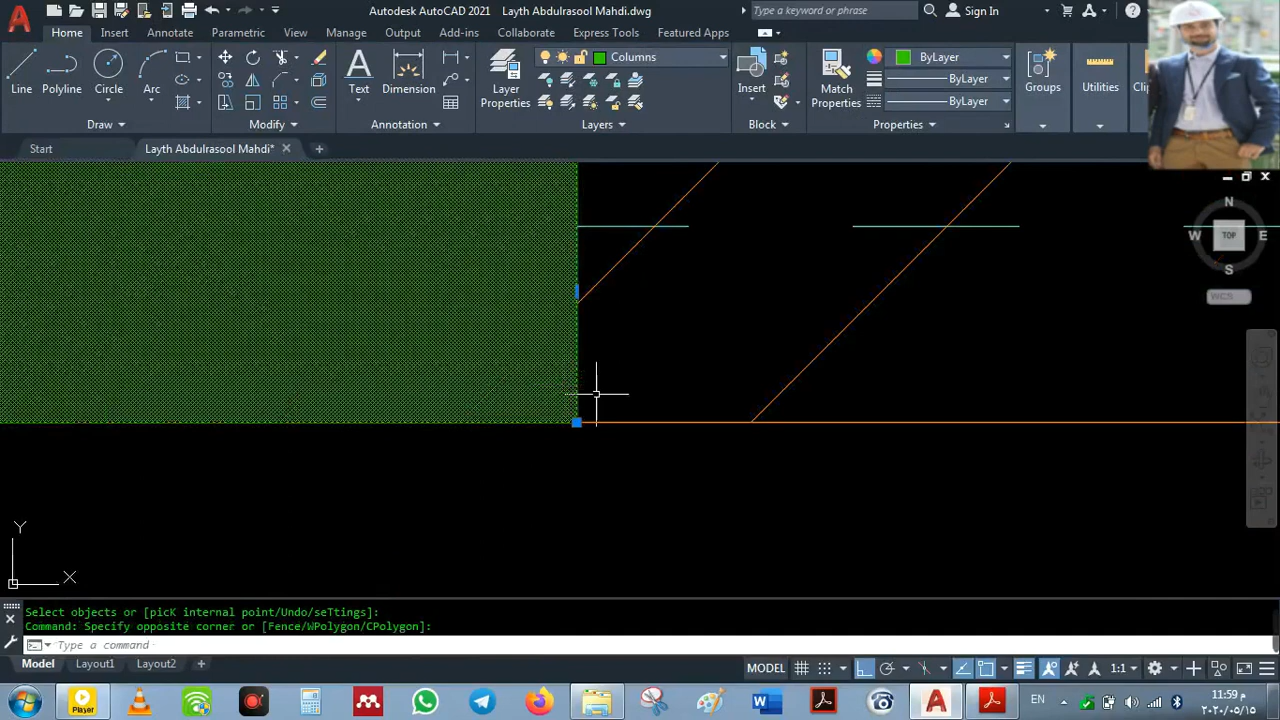 Autodesk AutoCAD 2021 Layth Abdulrasool Mahdi.dwg Type a keyword or phrase Sign In
Home Insert Annotate Parametric View Manage Output Add-ins Collaborate Express Tools Featured Apps
Columns ByLayer
ByLayer
ByLayer
Line Polyline Circle Arc Text Dimension Layer Properties Insert Match Properties Groups Utilities
Draw Modify Annotation Layers Block Properties
Start Layth Abdulrasool Mahdi*
N
W TOP E
S
WCS
Y
X
Select objects or [picK internal point/Undo/seTtings]:
Command: Specify opposite corner or [Fence/WPolygon/CPolygon]:
Type a command
Model Layout1 Layout2 MODEL 1:1
Player EN م 11:59
٢٠٢٠/٠٥/١٥